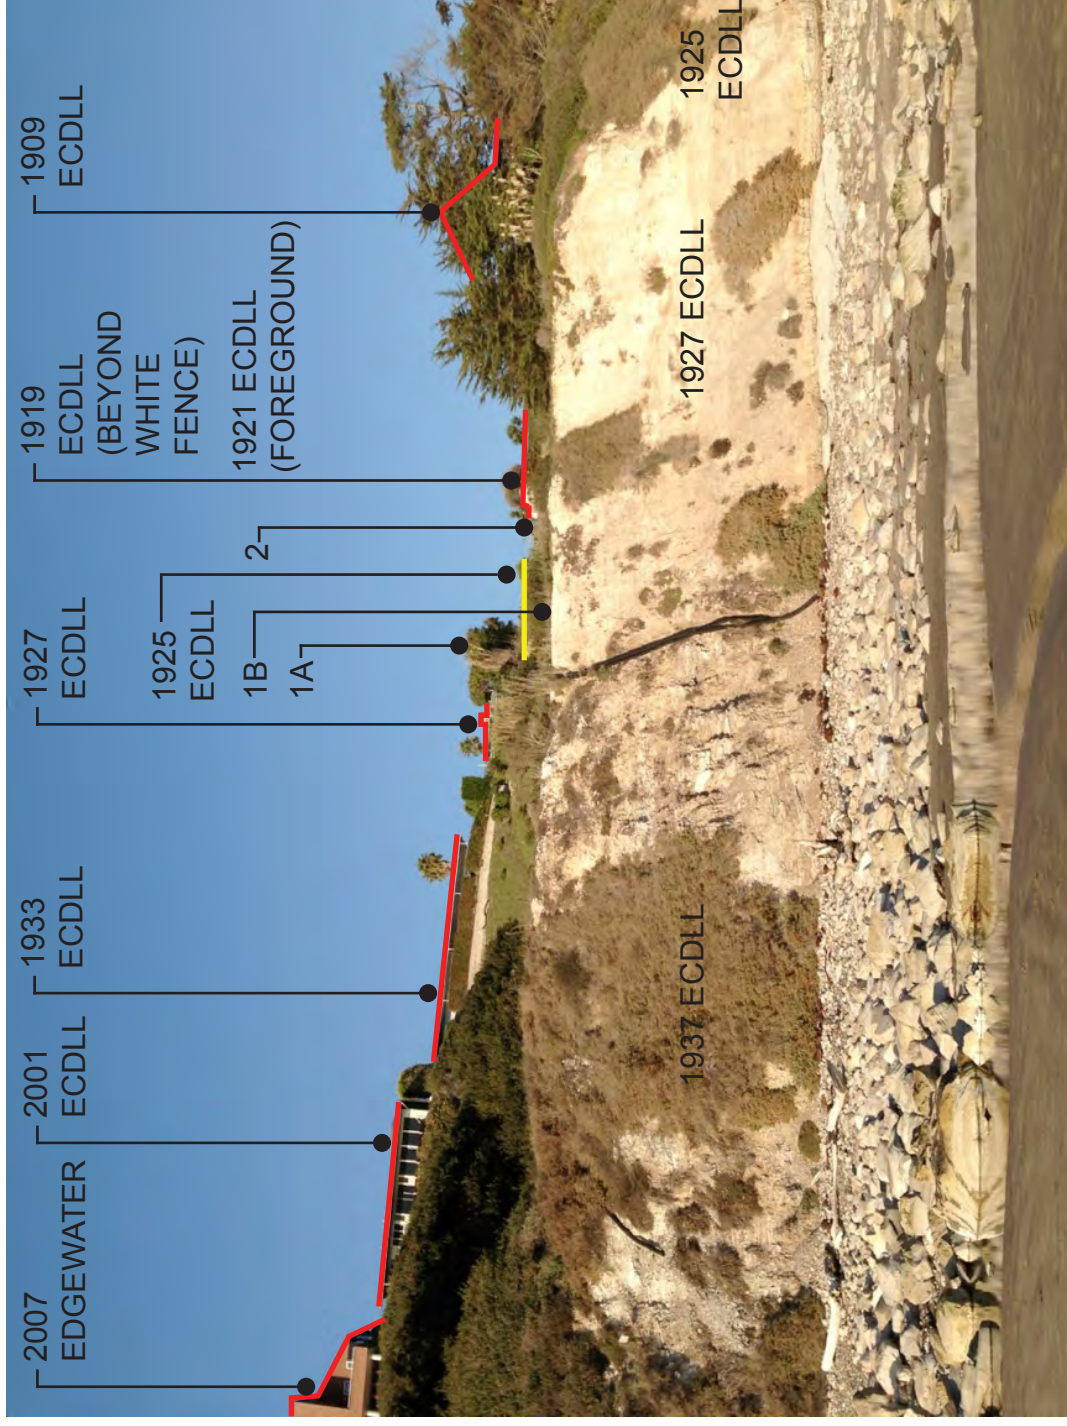 2007
EDGEWATER
2001
ECDLL
1933
ECDLL
1927
ECDLL
1925
ECDLL
1B
1A
2
1919
ECDLL
(BEYOND
WHITE
FENCE)
1921 ECDLL
(FOREGROUND)
1909
ECDLL
1937 ECDLL
1927 ECDLL
1925
ECDLL